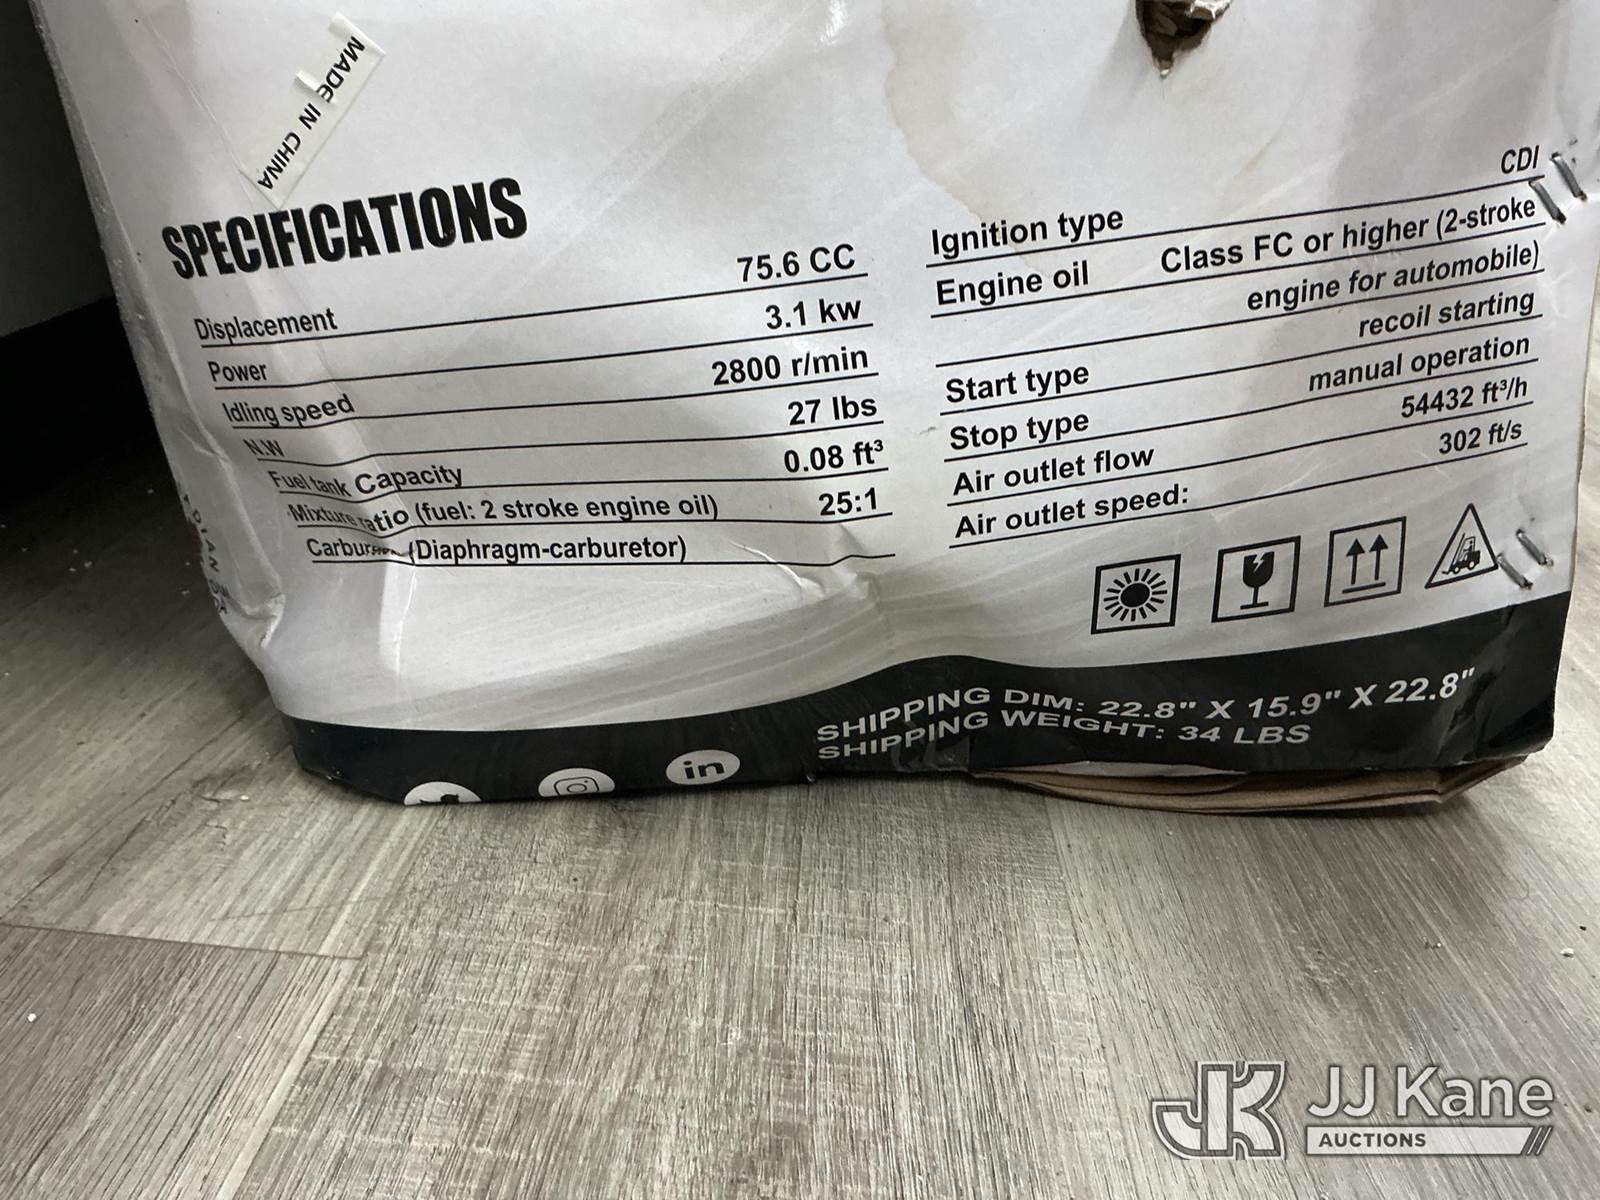 MADE IN CHINA
SPECIFICATIONS
Displacement 75.6 CC
Power 3.1 kw
Idling speed 2800 r/min
N.W 27 lbs
Fuel tank Capacity 0.08 ft³
Mixture ratio (fuel: 2 stroke engine oil) 25:1
(Diaphragm-carburetor)
Ignition type CDI
Engine oil Class FC or higher (2-stroke
engine for automobile)
Start type recoil starting
Stop type manual operation
Air outlet flow 54432 ft³/h
Air outlet speed: 302 ft/s
SHIPPING DIM: 22.8" X 15.9" X 22.8"
SHIPPING WEIGHT: 34 LBS
in
JK JJ Kane
AUCTIONS